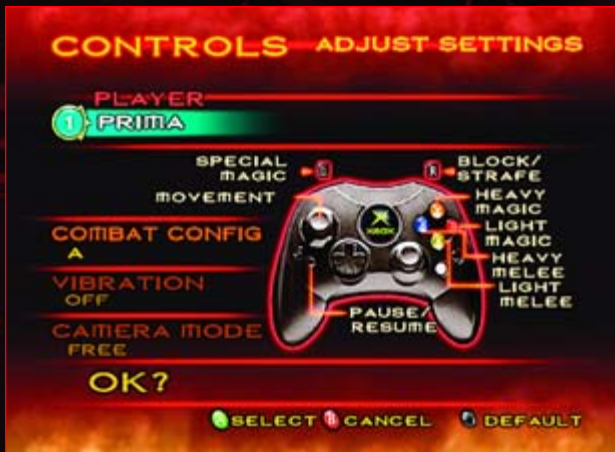 CONTROLS ADJUST SETTINGS
PLAYER
1 PRIMA
SPECIAL MAGIC
MOVEMENT
BLOCK/
STRAFE
HEAVY
MAGIC
LIGHT
MAGIC
HEAVY
MELEE
LIGHT
MELEE
XBOX
PAUSE/
RESUME
COMBAT CONFIG
A
VIBRATION
OFF
CAMERA MODE
FREE
OK?
A SELECT B CANCEL DEFAULT